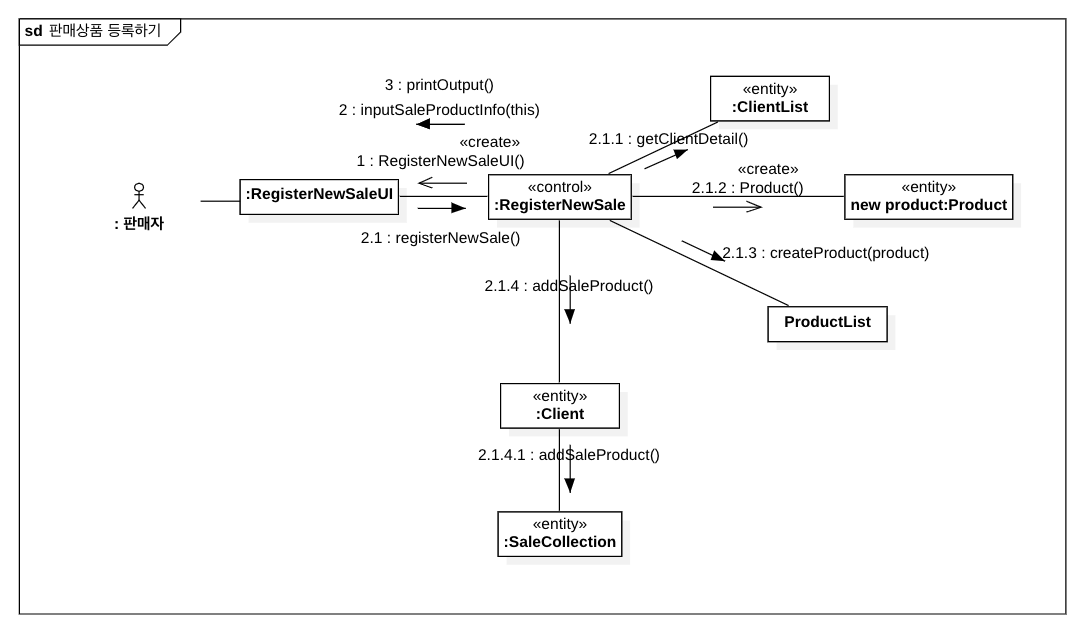 sd 판매상품 등록하기
3 : printOutput()
2 : inputSaleProductInfo(this)
«create»
1 : RegisterNewSaleUI()
«entity»
:ClientList
2.1.1 : getClientDetail()
«create»
2.1.2 : Product()
: 판매자
:RegisterNewSaleUI
«control»
:RegisterNewSale
«entity»
new product:Product
2.1 : registerNewSale()
2.1.3 : createProduct(product)
2.1.4 : addSaleProduct()
ProductList
«entity»
:Client
2.1.4.1 : addSaleProduct()
«entity»
:SaleCollection